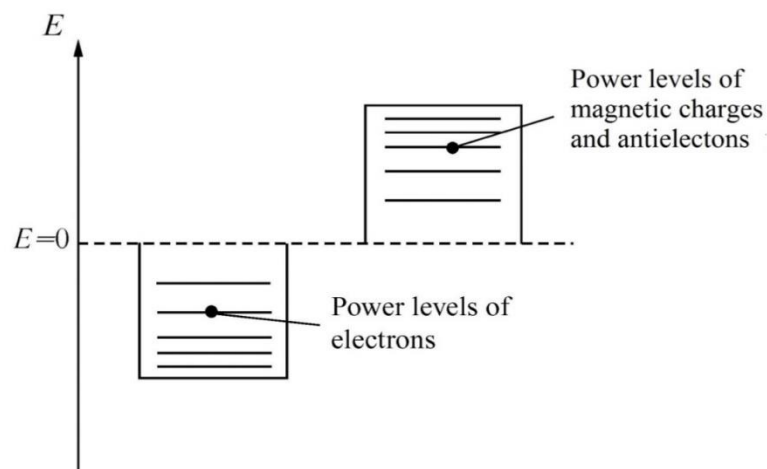 E
Power levels of
magnetic charges
and antielectons
E=0
Power levels of
electrons